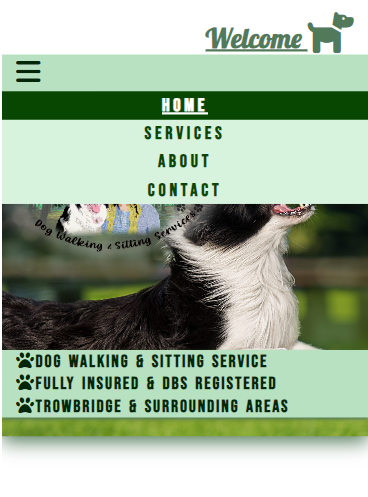 Welcome
HOME
SERVICES
CONTACT
Dog Walking & Sitting Services
DOG WALKING & SITTING SERVICE
FULLY INSURED & DBS REGISTERED
TROWBRIDGE & SURROUNDING AREAS